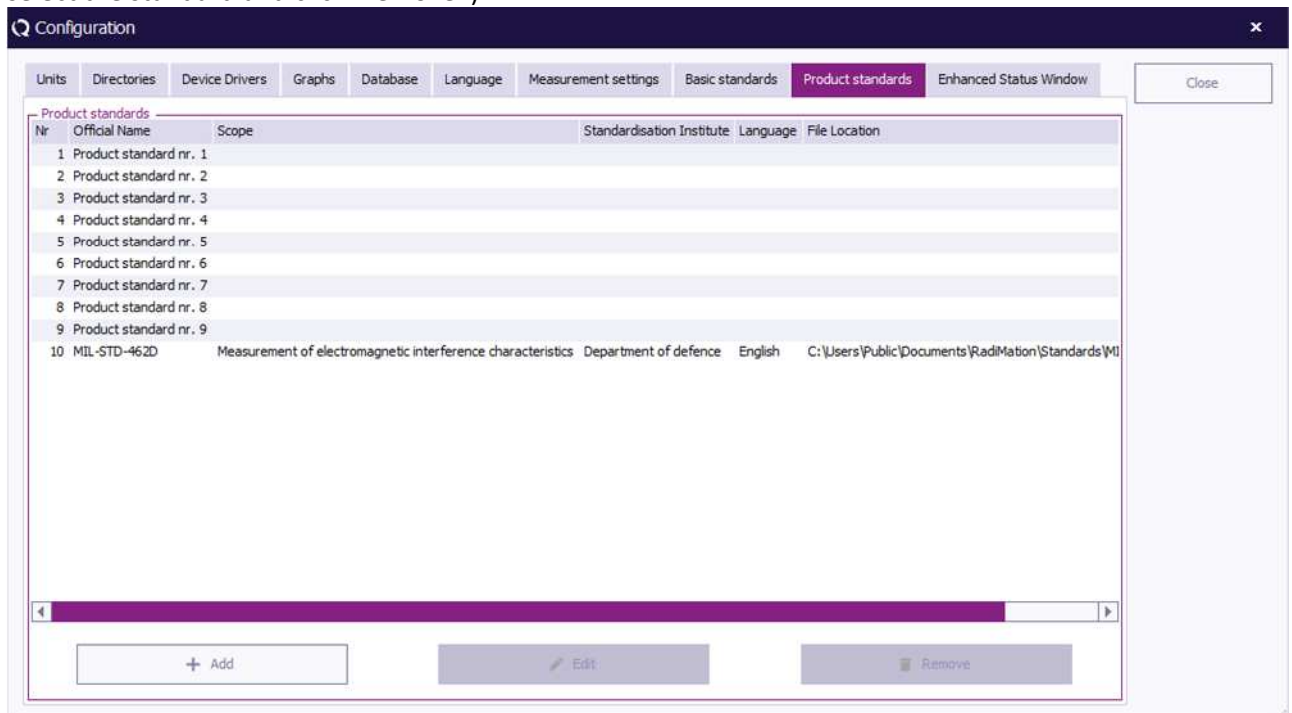 Configuration
Units Directories Device Drivers Graphs Database Language Measurement settings Basic standards Product standards Enhanced Status Window Close
Product standards
Nr Official Name Scope Standardisation Institute Language File Location
1 Product standard nr. 1
2 Product standard nr. 2
3 Product standard nr. 3
4 Product standard nr. 4
5 Product standard nr. 5
6 Product standard nr. 6
7 Product standard nr. 7
8 Product standard nr. 8
9 Product standard nr. 9
10 MIL-STD-462D Measurement of electromagnetic interference characteristics Department of defence English C:\Users\Public\Documents\RadiMation\Standards\MI
+ Add Edit Remove